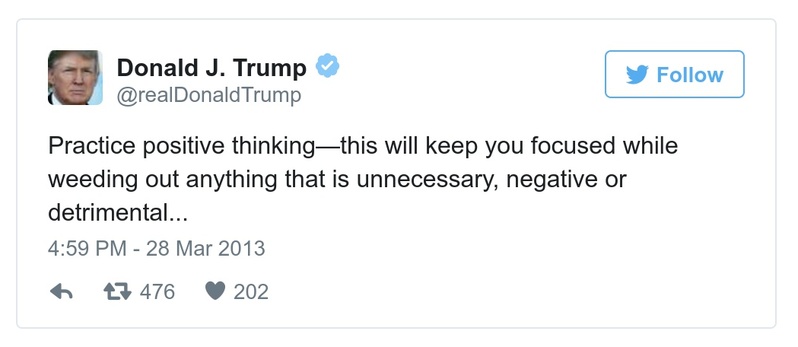 Donald J. Trump
@realDonaldTrump
Follow
Practice positive thinking—this will keep you focused while
weeding out anything that is unnecessary, negative or
detrimental...
4:59 PM - 28 Mar 2013
476 202